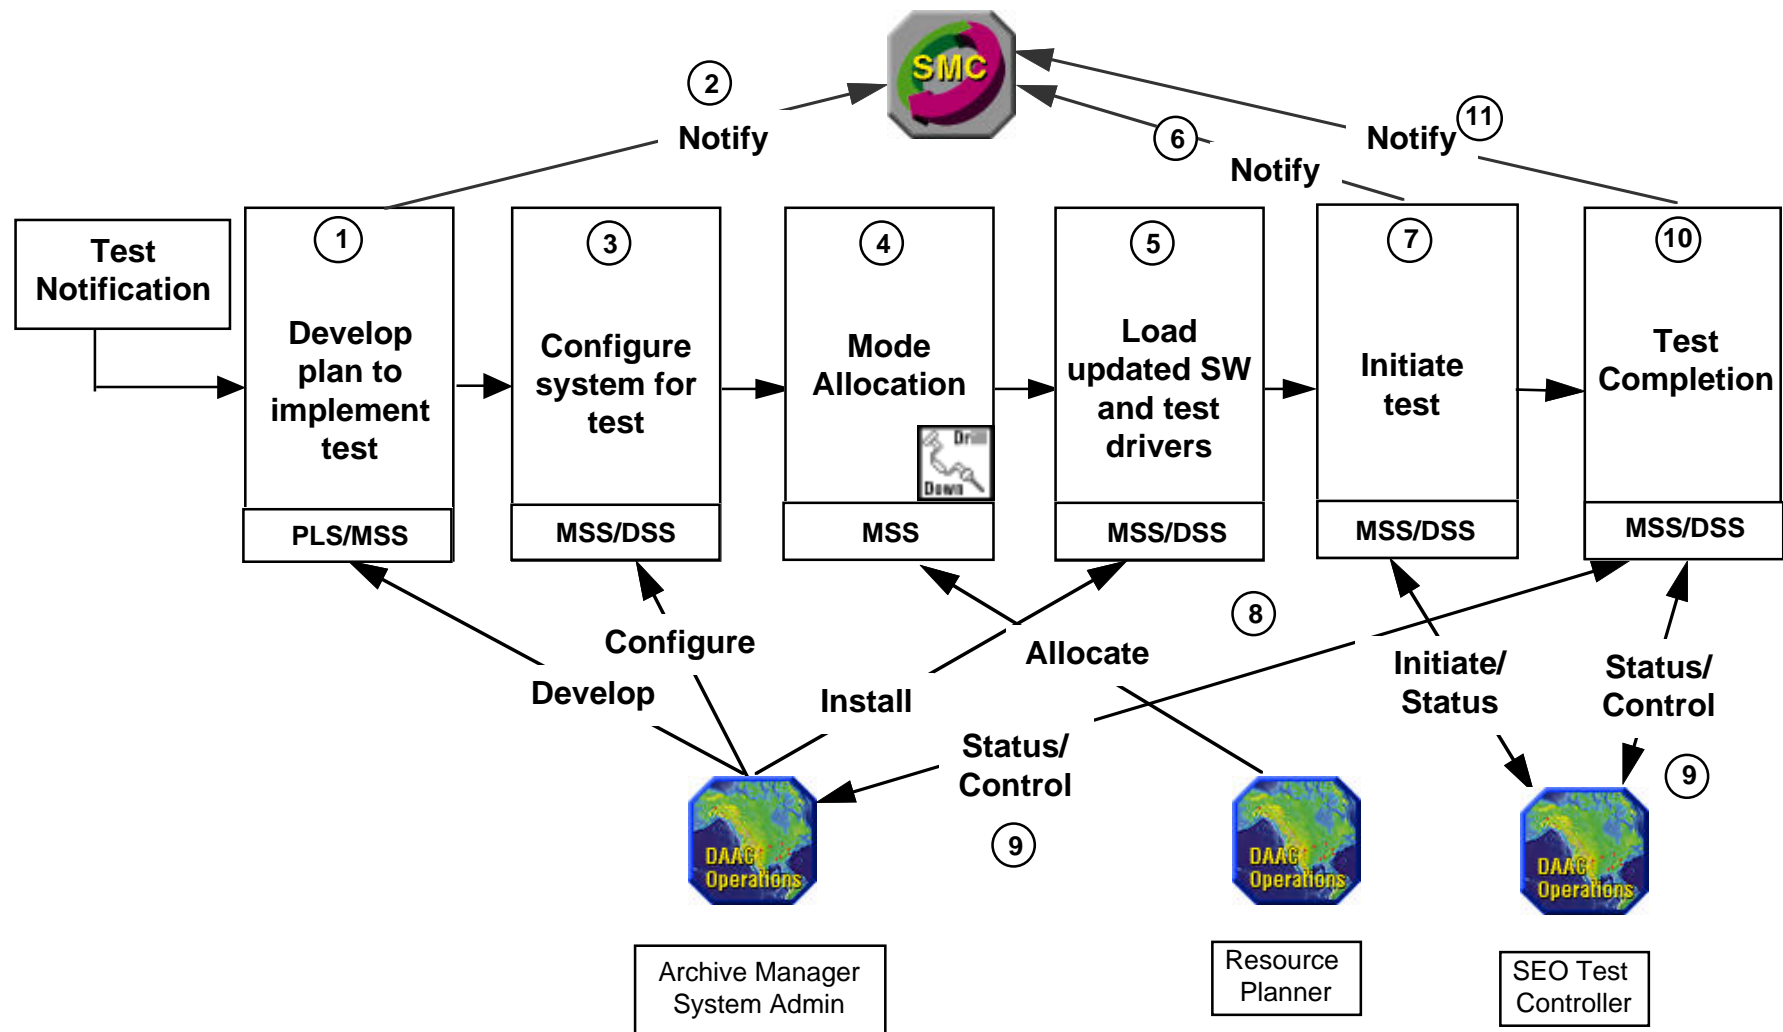 SMC
2
Notify
6
Notify
11
Notify
Test
Notification
1
Develop
plan to
implement
test
PLS/MSS
3
Configure
system for
test
MSS/DSS
4
Mode
Allocation
Drill
Down
MSS
5
Load
updated SW
and test
drivers
MSS/DSS
7
Initiate
test
MSS/DSS
10
Test
Completion
MSS/DSS
Develop
Configure
Install
Allocate
8
Status/
Control
9
Initiate/
Status
Status/
Control
9
DAAC
Operations
DAAC
Operations
DAAC
Operations
Archive Manager
System Admin
Resource
Planner
SEO Test
Controller